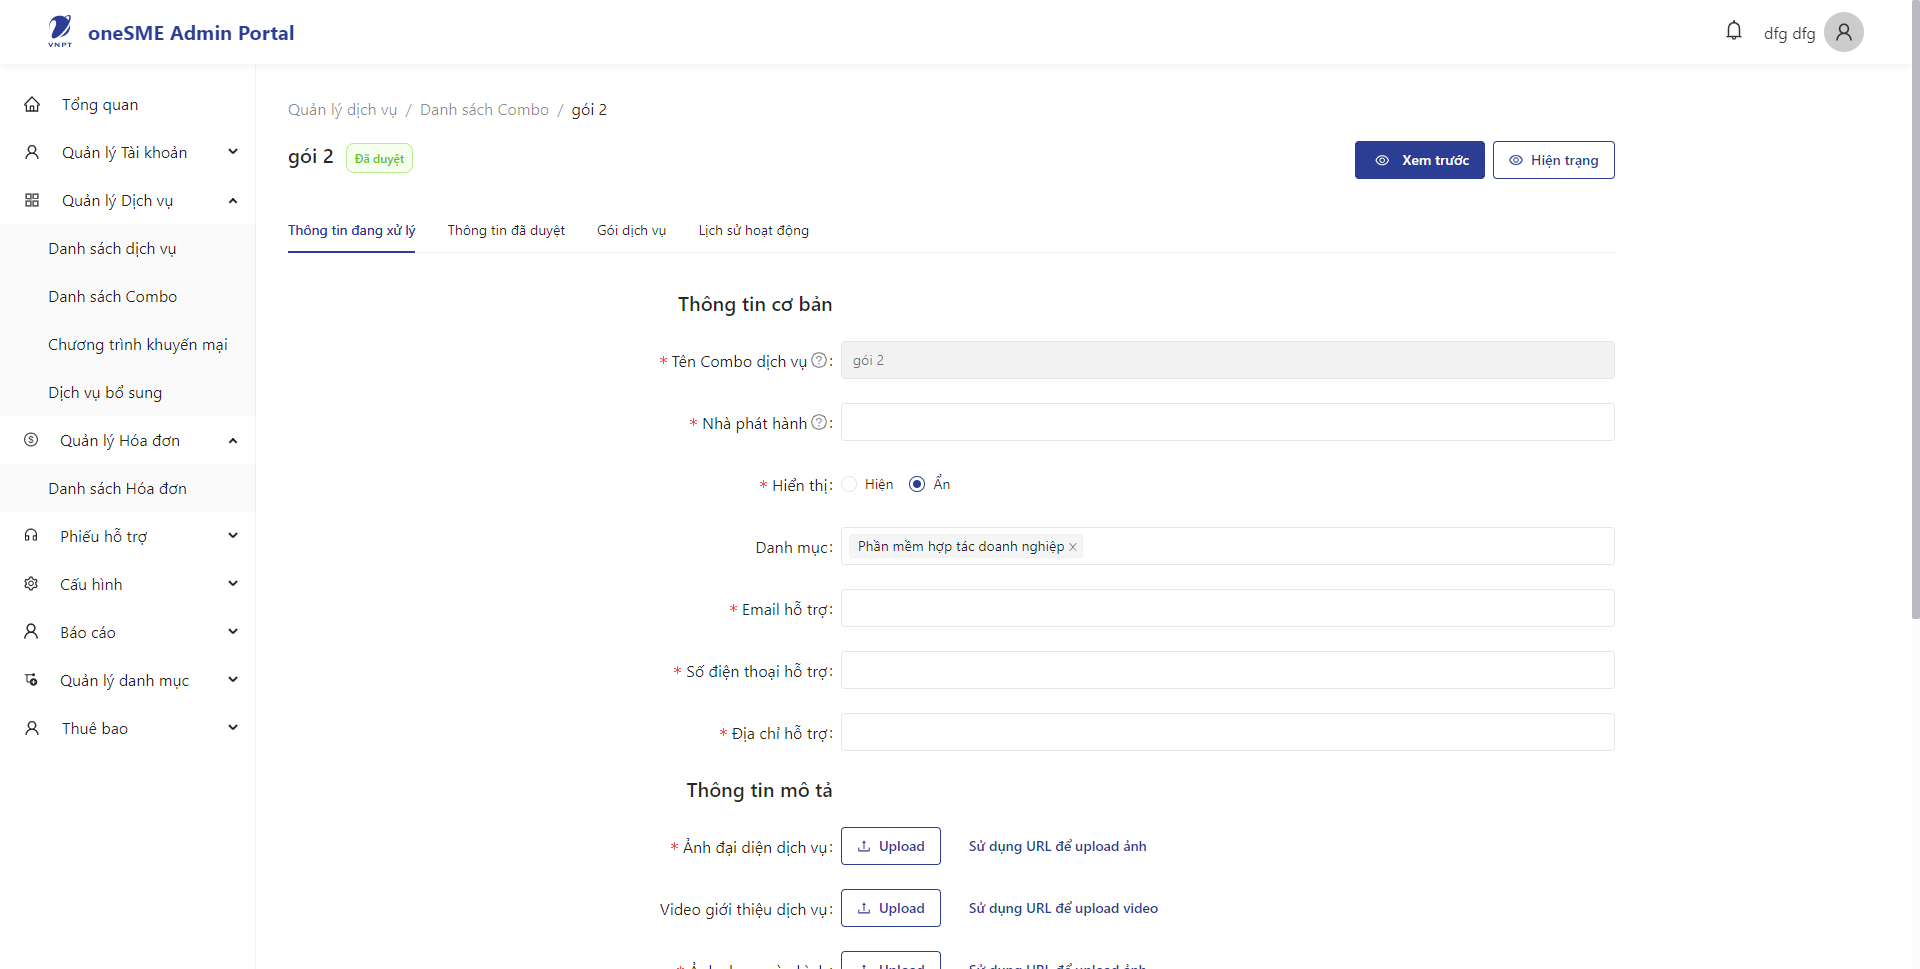 VNPT
oneSME Admin Portal
dfg dfg
Tổng quan
Quản lý Tài khoản
Quản lý Dịch vụ
Danh sách dịch vụ
Danh sách Combo
Chương trình khuyến mại
Dịch vụ bổ sung
Quản lý Hóa đơn
Danh sách Hóa đơn
Phiếu hỗ trợ
Cấu hình
Báo cáo
Quản lý danh mục
Thuê bao
Quản lý dịch vụ / Danh sách Combo / gói 2
gói 2 Đã duyệt
Xem trước Hiện trạng
Thông tin đang xử lý Thông tin đã duyệt Gói dịch vụ Lịch sử hoạt động
Thông tin cơ bản
* Tên Combo dịch vụ ?: gói 2
* Nhà phát hành ?:
* Hiển thị: Hiện Ẩn
Danh mục: Phần mềm hợp tác doanh nghiệp ×
* Email hỗ trợ:
* Số điện thoại hỗ trợ:
* Địa chỉ hỗ trợ:
Thông tin mô tả
* Ảnh đại diện dịch vụ: Upload Sử dụng URL để upload ảnh
Video giới thiệu dịch vụ: Upload Sử dụng URL để upload video
Upload Sử dụng URL để upload ảnh